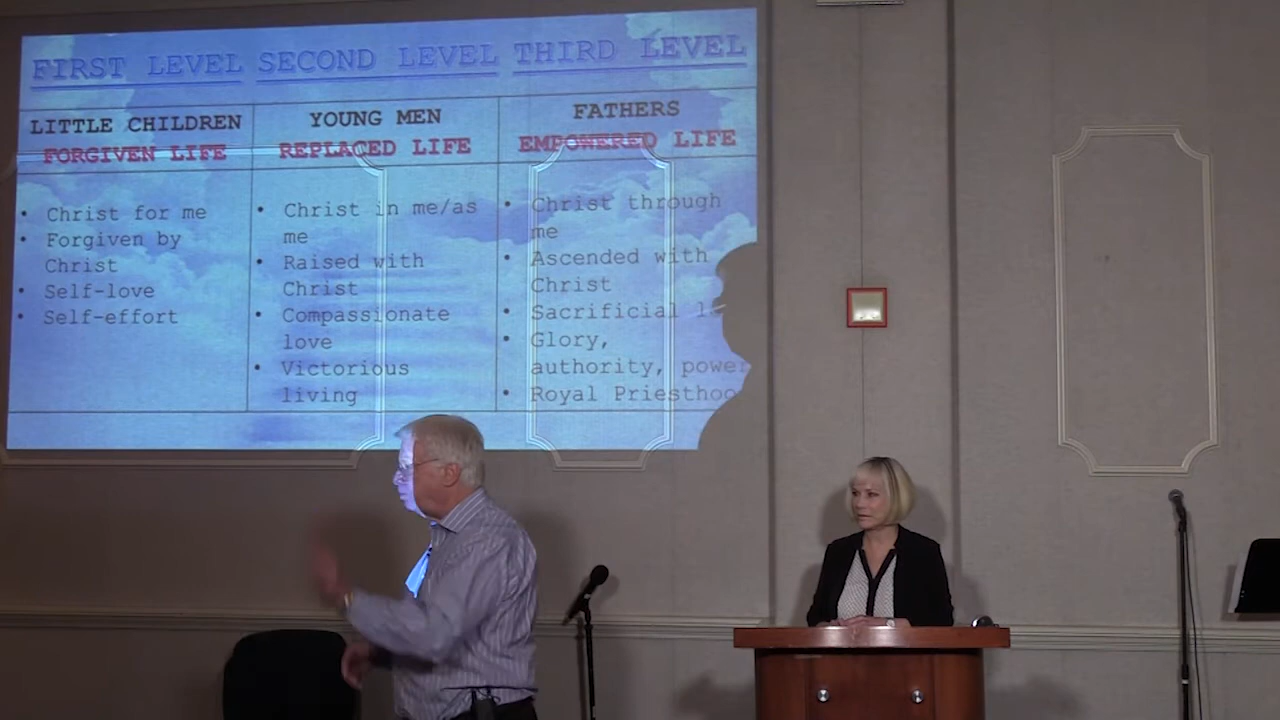 FIRST LEVEL SECOND LEVEL THIRD LEVEL
LITTLE CHILDREN
FORGIVEN LIFE
• Christ for me
• Forgiven by
Christ
• Self-love
• Self-effort
YOUNG MEN
REPLACED LIFE
• Christ in me/as
me
• Raised with
Christ
• Compassionate
love
• Victorious
living
FATHERS
EMPOWERED LIFE
• Christ through
me
• Ascended with
Christ
• Sacrificial
• Glory,
authority, power
• Royal